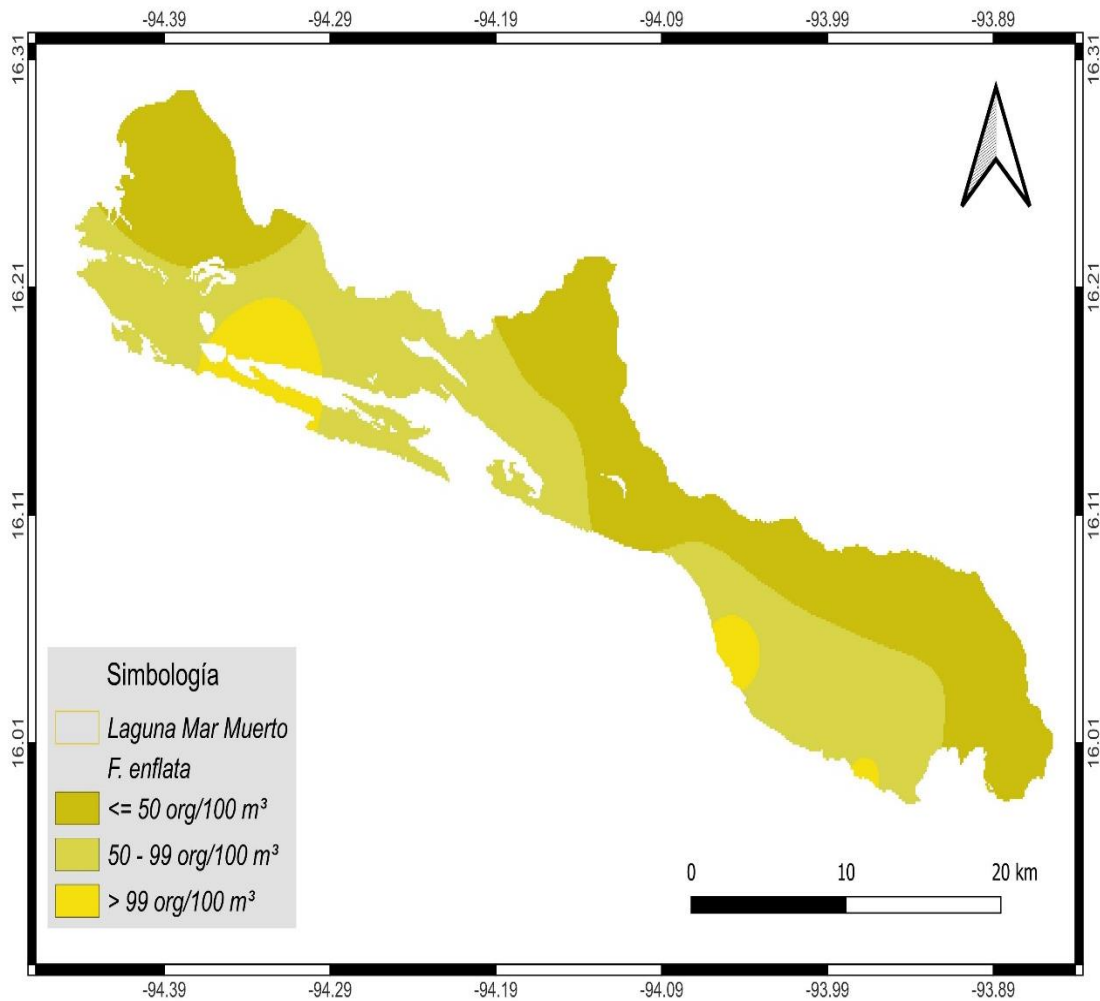 -94.39 -94.29 -94.19 -94.09 -93.99 -93.89
16.31 16.31
16.21 16.21
16.11 16.11
16.01 16.01
Simbología
Laguna Mar Muerto
F. enflata
<= 50 org/100 m³
50 - 99 org/100 m³
> 99 org/100 m³
0 10 20 km
-94.39 -94.29 -94.19 -94.09 -93.99 -93.89